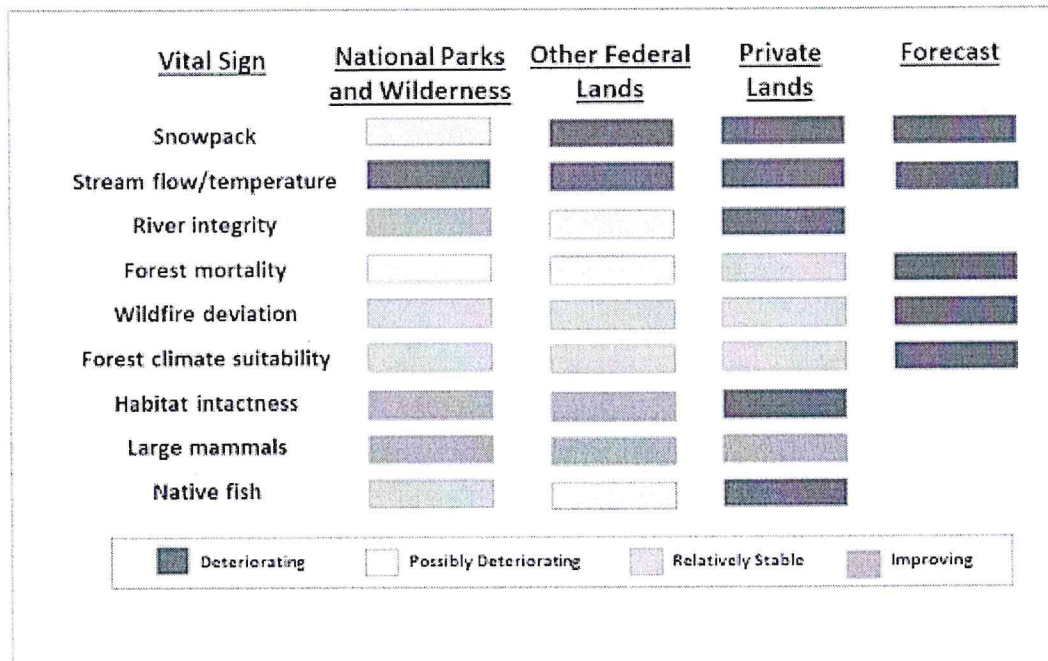 Vital Sign National Parks and Wilderness Other Federal Lands Private Lands Forecast
Snowpack
Stream flow/temperature
River integrity
Forest mortality
Wildfire deviation
Forest climate suitability
Habitat intactness
Large mammals
Native fish
Deteriorating Possibly Deteriorating Relatively Stable Improving